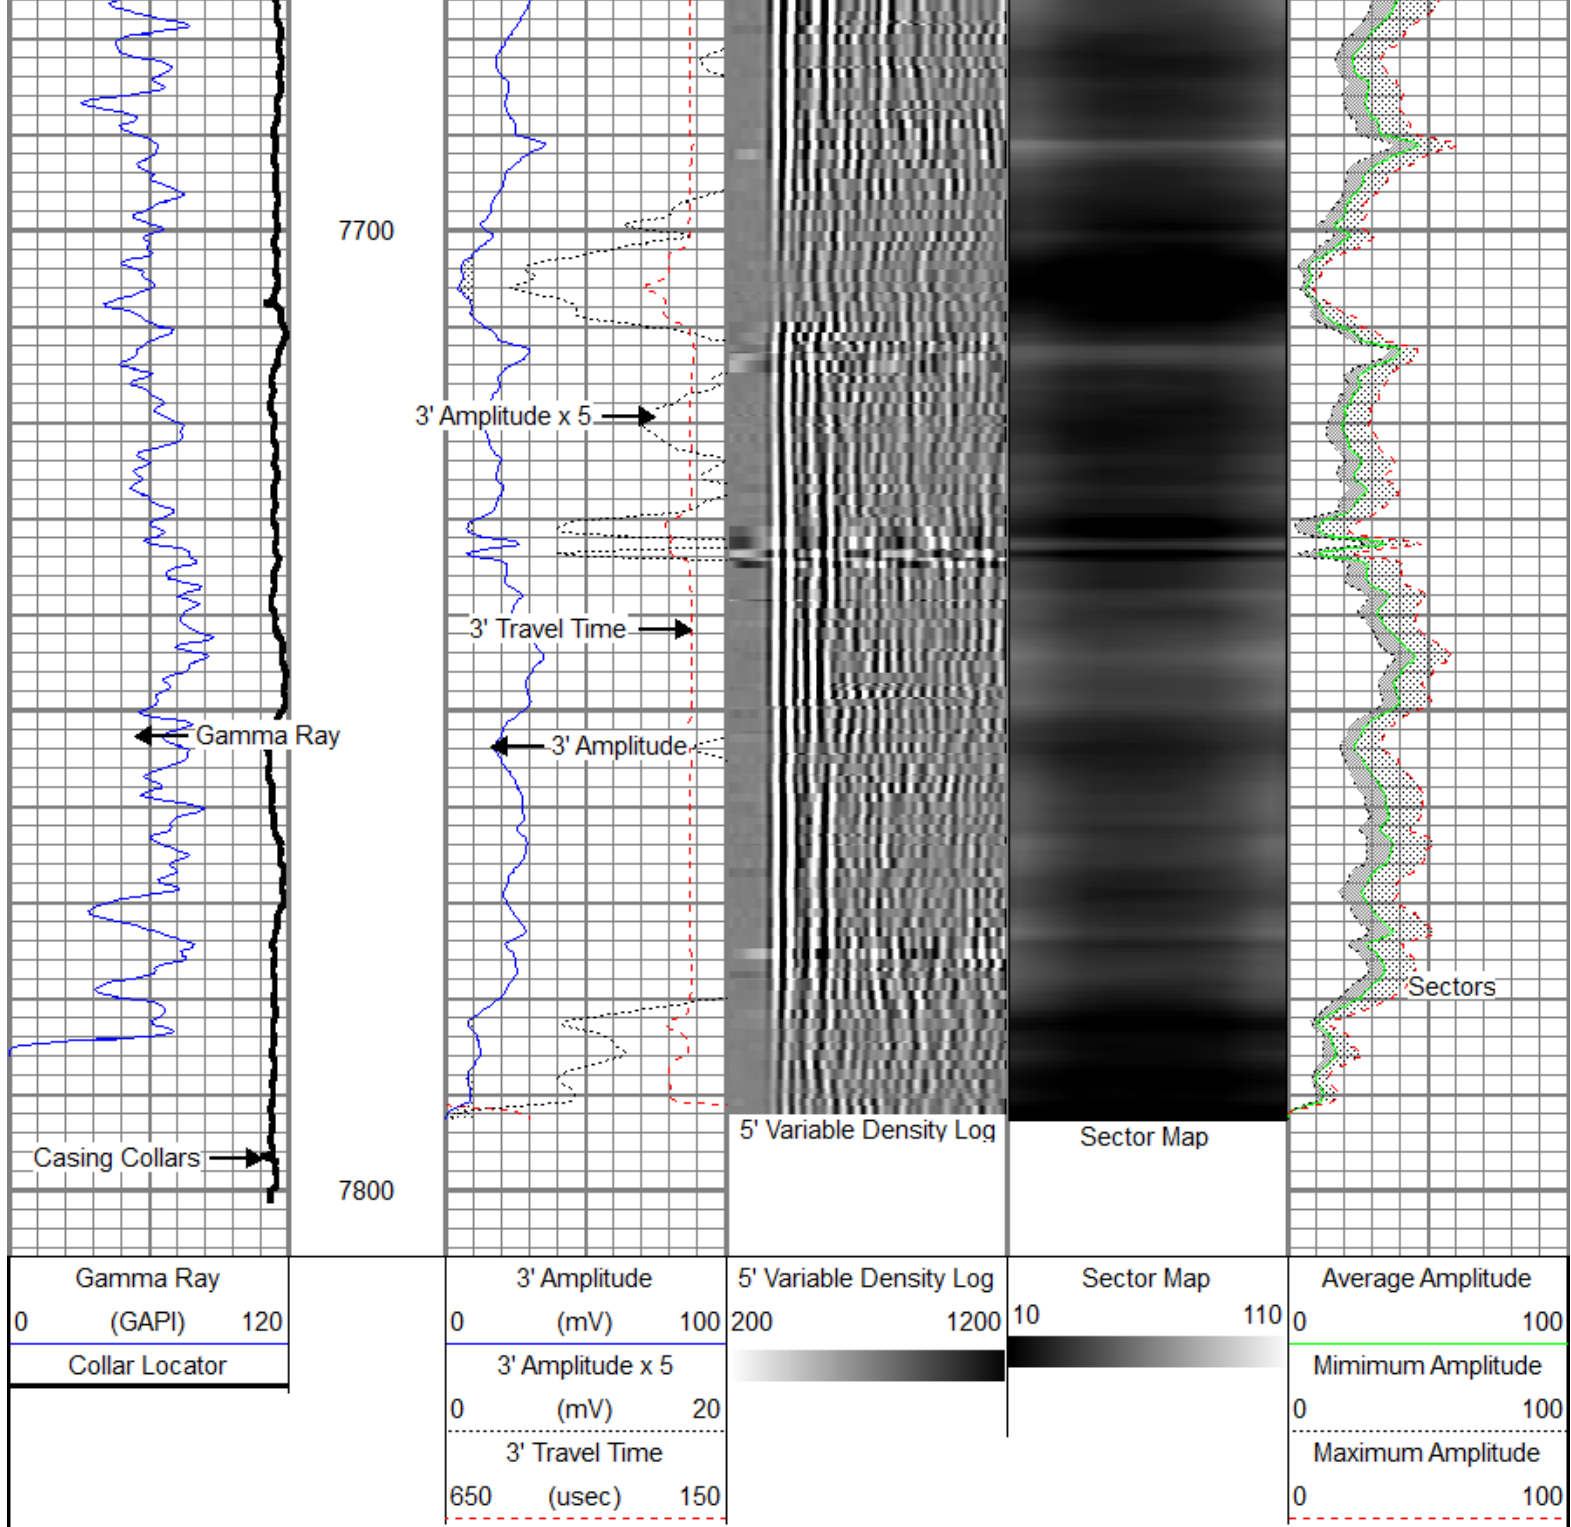 7700
3' Amplitude x 5
3' Travel Time
Gamma Ray
3' Amplitude
Sectors
5' Variable Density Log
Sector Map
Casing Collars
7800
Gamma Ray
0 (GAPI) 120
Collar Locator
3' Amplitude
0 (mV) 100
3' Amplitude x 5
0 (mV) 20
3' Travel Time
650 (usec) 150
5' Variable Density Log
200 1200
Sector Map
10 110
Average Amplitude
0 100
Mimimum Amplitude
0 100
Maximum Amplitude
0 100